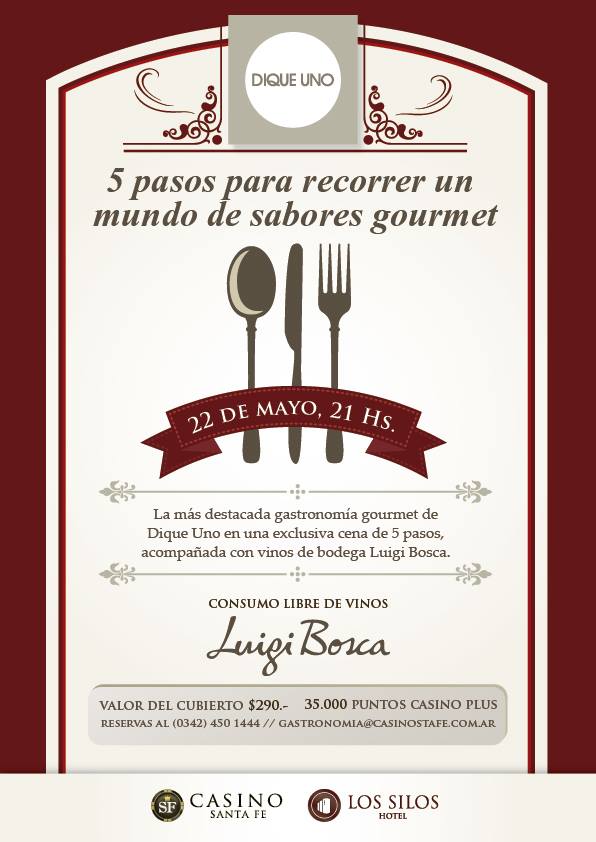 DIQUE UNO
5 pasos para recorrer un
mundo de sabores gourmet
22 DE MAYO, 21 HS.
La más destacada gastronomía gourmet de
Dique Uno en una exclusiva cena de 5 pasos,
acompañada con vinos de bodega Luigi Bosca.
CONSUMO LIBRE DE VINOS
Luigi Bosca
VALOR DEL CUBIERTO $290.- 35.000 PUNTOS CASINO PLUS
RESERVAS AL (0342) 450 1444 // GASTRONOMIA@CASINOSTAFE.COM.AR
SF CASINO
SANTA FE
LOS SILOS
HOTEL